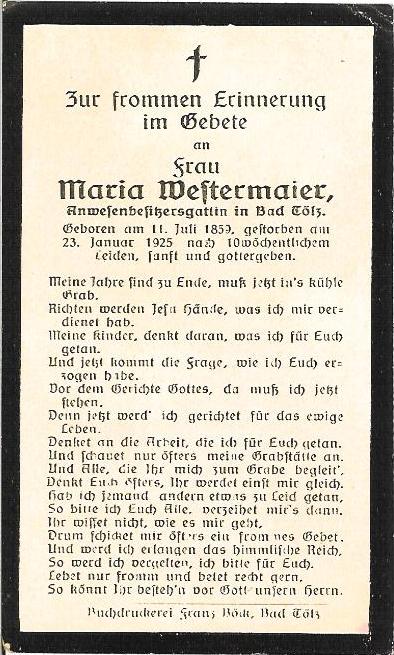 Zur frommen Erinnerung
im Gebete
an
Frau
Maria Westermaier,
Anwesenbesitzersgattin in Bad Tölz.
Geboren am 11. Juli 1859, gestorben am
23. Januar 1925 nach 10wöchentlichem
Leiden, sanft und gottergeben.
Meine Jahre sind zu Ende, muß jetzt in's kühle
Grab.
Richten werden Jesu Hände, was ich mir ver-
dienet hab.
Meine Kinder, denkt daran, was ich für Euch
getan.
Und jetzt kommt die Frage, wie ich Euch er-
zogen habe.
Vor dem Gerichte Gottes, da muß ich jetzt
stehen.
Denn jetzt werd' ich gerichtet für das ewige
Leben.
Denket an die Arbeit, die ich für Euch getan.
Und schauet nur öfters meine Grabstätte an.
Und Alle, die Ihr mich zum Grabe begleit',
Denkt Euch öfters, Ihr werdet einst mir gleich.
Hab ich jemand andern etwas zu Leid getan,
So bitte ich Euch Alle, verzeihet mir's dann.
Ihr wisset nicht, wie es mir geht,
Drum schicket mir öfters ein frommes Gebet.
Und werd ich erlangen das himmlische Reich,
So werd ich vergelten, ich bitte für Euch.
Lebet nur fromm und betet recht gern,
So könnt Ihr besteh'n vor Gott unsern Herrn.
Buchdruckerei Franz Böck, Bad Tölz